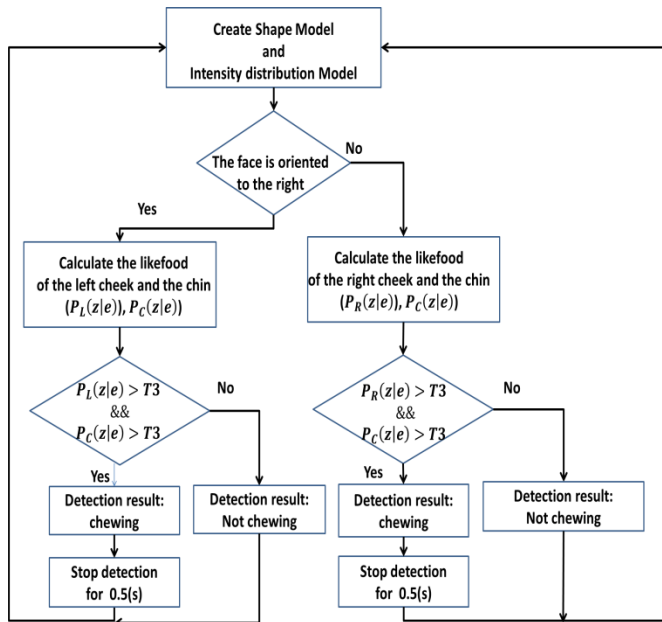 Create Shape Model
and
Intensity distribution Model
The face is oriented
to the right
No
Yes
Calculate the likefood
of the left cheek and the chin
(P_L(z|e)), P_C(z|e))
Calculate the likefood
of the right cheek and the chin
(P_R(z|e)), P_C(z|e))
P_L(z|e) > T3
&&
P_C(z|e) > T3
No
Yes
P_R(z|e) > T3
&&
P_C(z|e) > T3
No
Yes
Detection result:
chewing
Detection result:
Not chewing
Detection result:
chewing
Detection result:
Not chewing
Stop detection
for 0.5(s)
Stop detection
for 0.5(s)